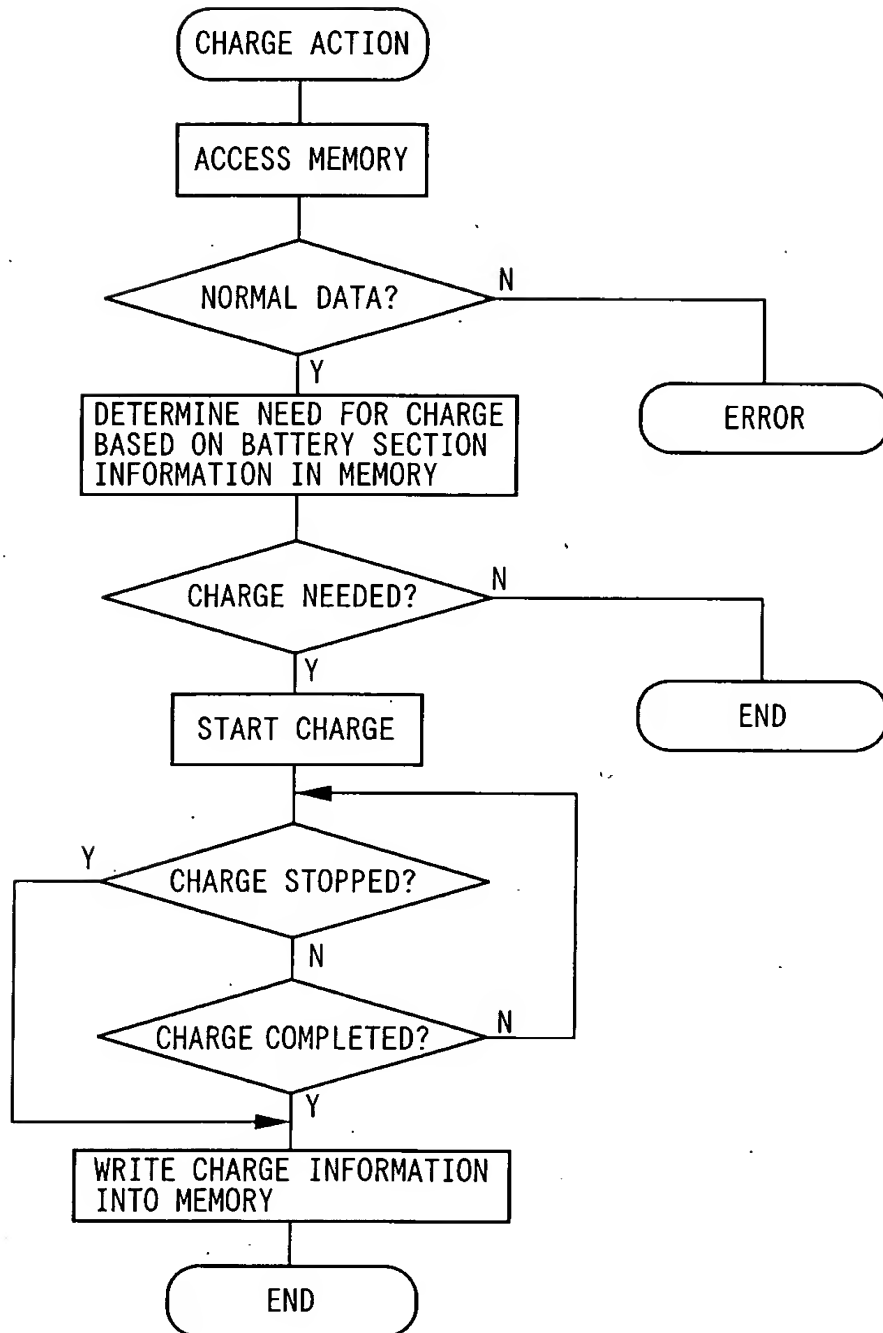 CHARGE ACTION
ACCESS MEMORY
NORMAL DATA?
N
Y
DETERMINE NEED FOR CHARGE
BASED ON BATTERY SECTION
INFORMATION IN MEMORY
ERROR
CHARGE NEEDED?
N
Y
START CHARGE
END
Y
CHARGE STOPPED?
N
CHARGE COMPLETED?
N
Y
WRITE CHARGE INFORMATION
INTO MEMORY
END